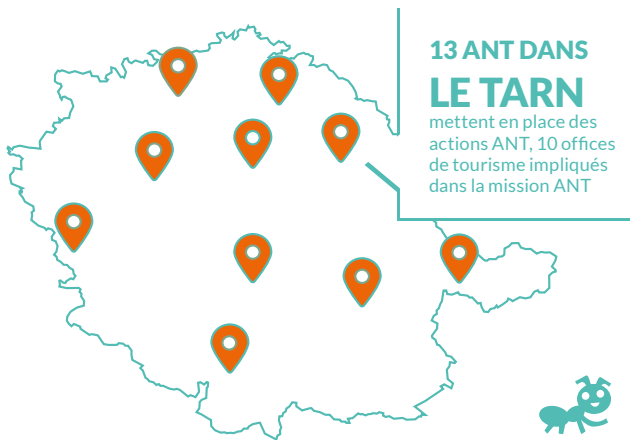 13 ANT DANS
LE TARN
mettent en place des
actions ANT, 10 offices
de tourisme impliqués
dans la mission ANT